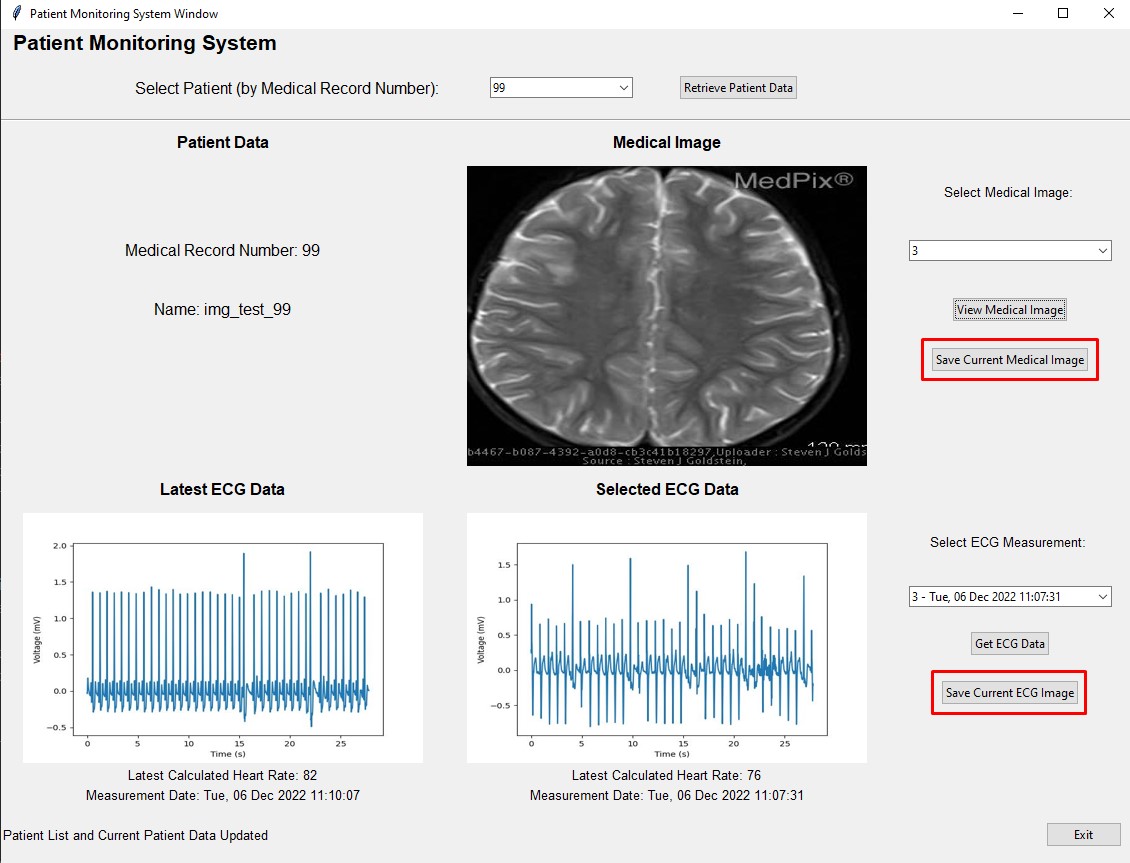 Patient Monitoring System Window
Patient Monitoring System
Select Patient (by Medical Record Number):
99
Retrieve Patient Data
Patient Data
Medical Image
Medical Record Number: 99
Name: img_test_99
MedPix®
b4467-b087-4392-a0d8-cb3c41b18297,Uploader : Steven J Golds
Source : Steven J Goldstein,
Select Medical Image:
3
View Medical Image
Save Current Medical Image
Latest ECG Data
Selected ECG Data
2.0
1.5
1.0
0.5
0.0
−0.5
Voltage (mV)
0 5 10 15 20 25
Time (s)
1.5
1.0
0.5
0.0
−0.5
Voltage (mV)
0 5 10 15 20 25
Time (s)
Select ECG Measurement:
3 - Tue, 06 Dec 2022 11:07:31
Get ECG Data
Save Current ECG Image
Latest Calculated Heart Rate: 82
Measurement Date: Tue, 06 Dec 2022 11:10:07
Latest Calculated Heart Rate: 76
Measurement Date: Tue, 06 Dec 2022 11:07:31
Patient List and Current Patient Data Updated
Exit